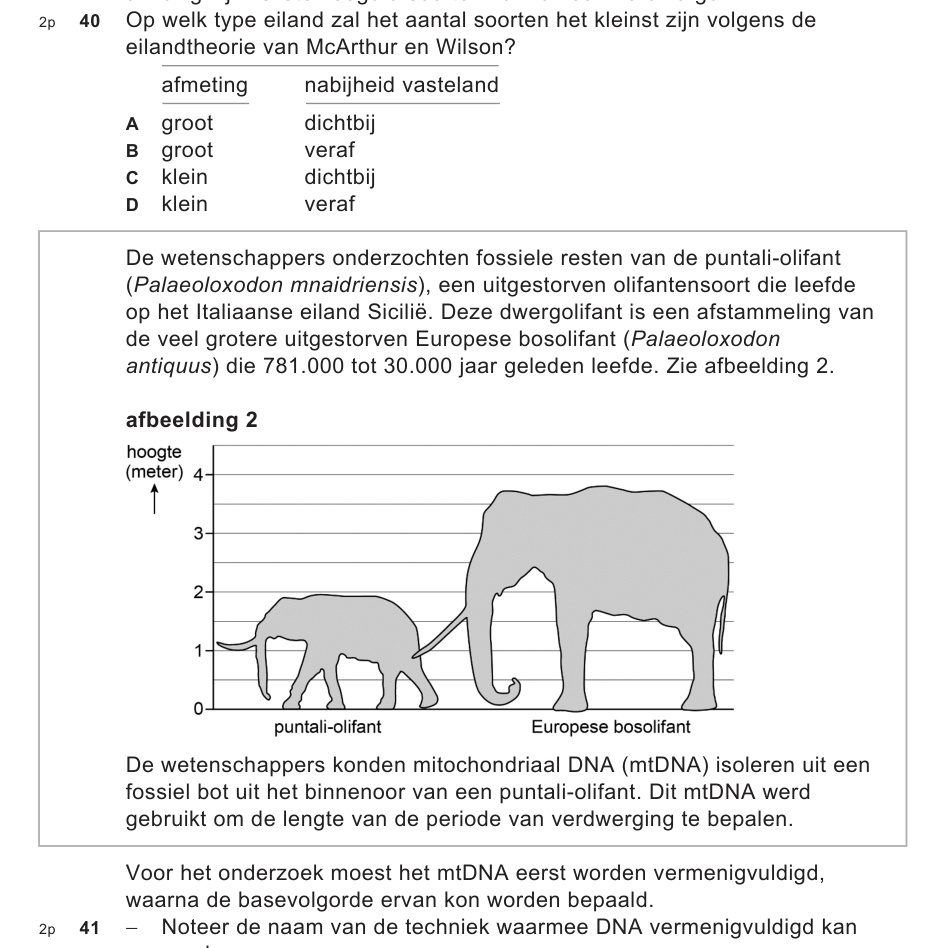 2p 40 Op welk type eiland zal het aantal soorten het kleinst zijn volgens de
eilandtheorie van McArthur en Wilson?
afmeting nabijheid vasteland
A groot dichtbij
B groot veraf
C klein dichtbij
D klein veraf
De wetenschappers onderzochten fossiele resten van de puntali-olifant
(Palaeoloxodon mnaidriensis), een uitgestorven olifantensoort die leefde
op het Italiaanse eiland Sicilië. Deze dwergolifant is een afstammeling van
de veel grotere uitgestorven Europese bosolifant (Palaeoloxodon
antiquus) die 781.000 tot 30.000 jaar geleden leefde. Zie afbeelding 2.
afbeelding 2
hoogte
(meter)
4
3
2
1
0
puntali-olifant Europese bosolifant
De wetenschappers konden mitochondriaal DNA (mtDNA) isoleren uit een
fossiel bot uit het binnenoor van een puntali-olifant. Dit mtDNA werd
gebruikt om de lengte van de periode van verdwerging te bepalen.
Voor het onderzoek moest het mtDNA eerst worden vermenigvuldigd,
waarna de basevolgorde ervan kon worden bepaald.
2p 41 – Noteer de naam van de techniek waarmee DNA vermenigvuldigd kan